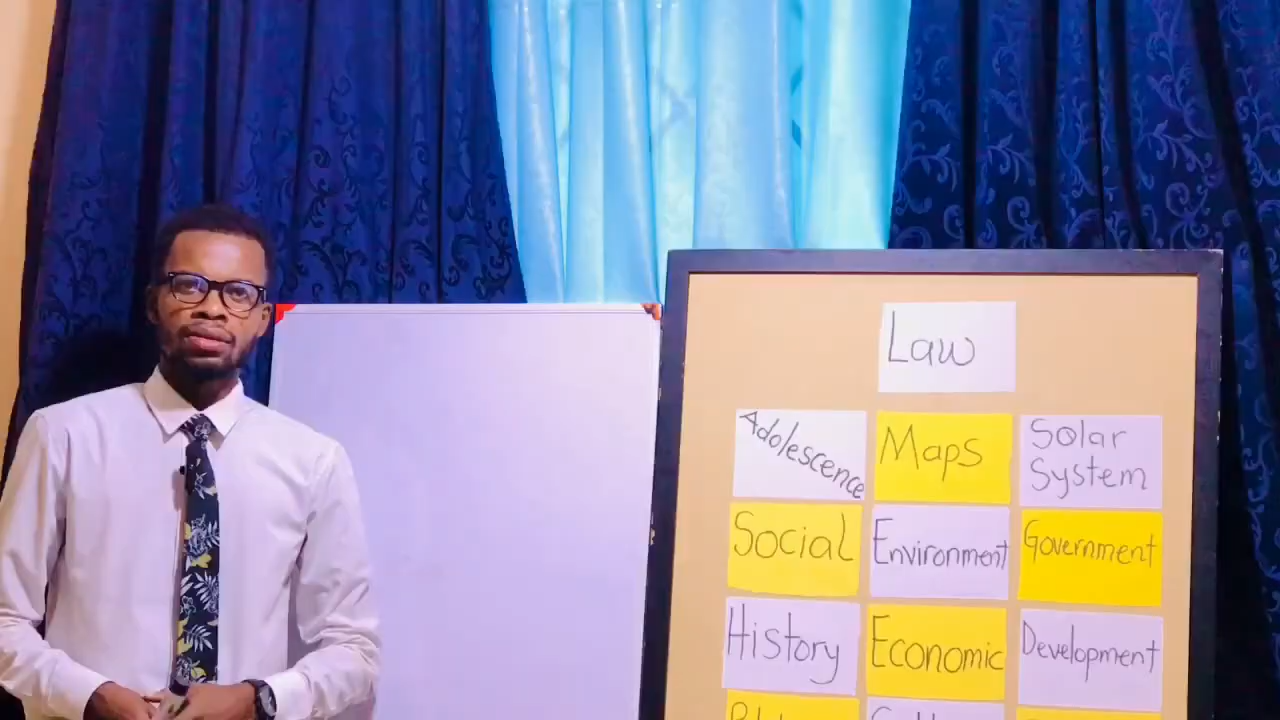 Law
Adolescence
Maps
Solar
System
Social
Environment
Government
History
Economic
Development